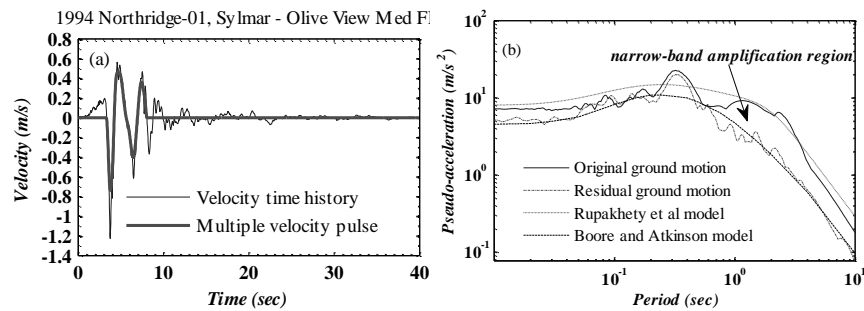 1994 Northridge-01, Sylmar - Olive View Med Fl
(a)
0.8
0.6
0.4
0.2
0
-0.2
-0.4
-0.6
-0.8
-1
-1.2
-1.4
Velocity (m/s)
Velocity time history
Multiple velocity pulse
0 10 20 30 40
Time (sec)
(b)
10²
10¹
10⁰
10⁻¹
Pseudo-acceleration (m/s²)
narrow-band amplification region
Original ground motion
Residual ground motion
Rupakhety et al model
Boore and Atkinson model
10⁻¹ 10⁰ 10¹
Period (sec)